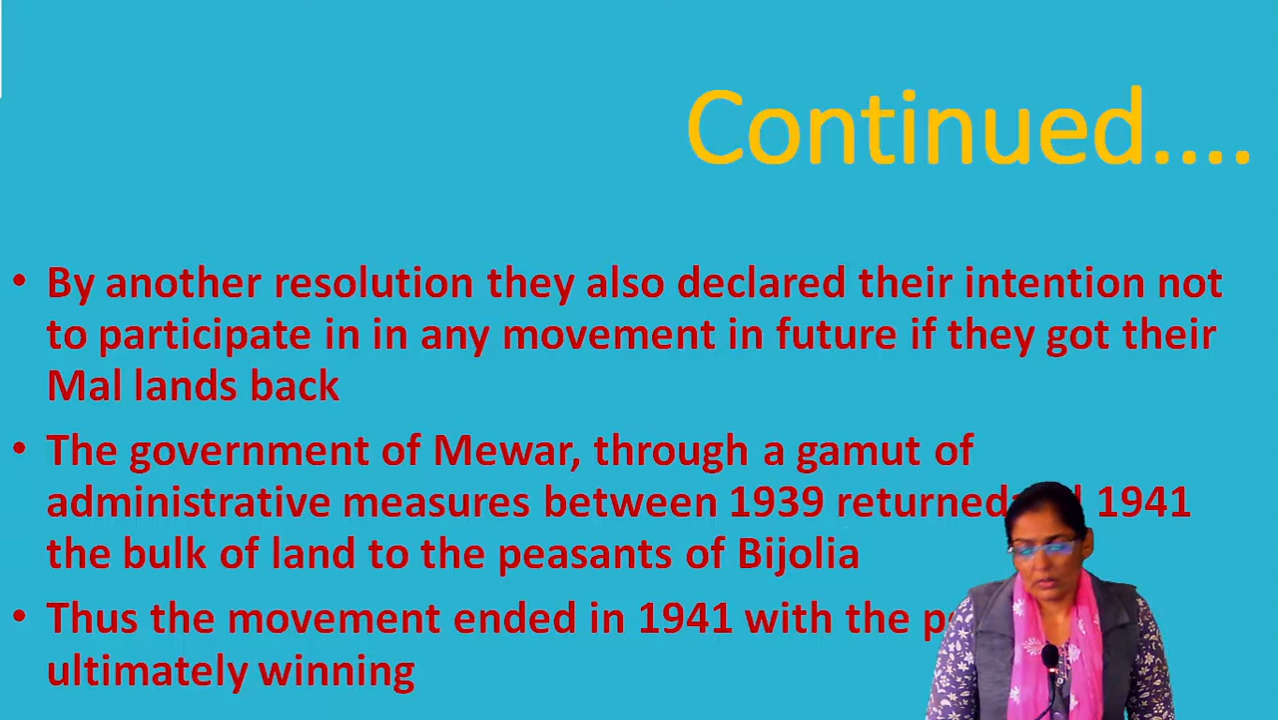 Continued....
• By another resolution they also declared their intention not
to participate in in any movement in future if they got their
Mal lands back
• The government of Mewar, through a gamut of
administrative measures between 1939 returned 1941
the bulk of land to the peasants of Bijolia
• Thus the movement ended in 1941 with the
ultimately winning